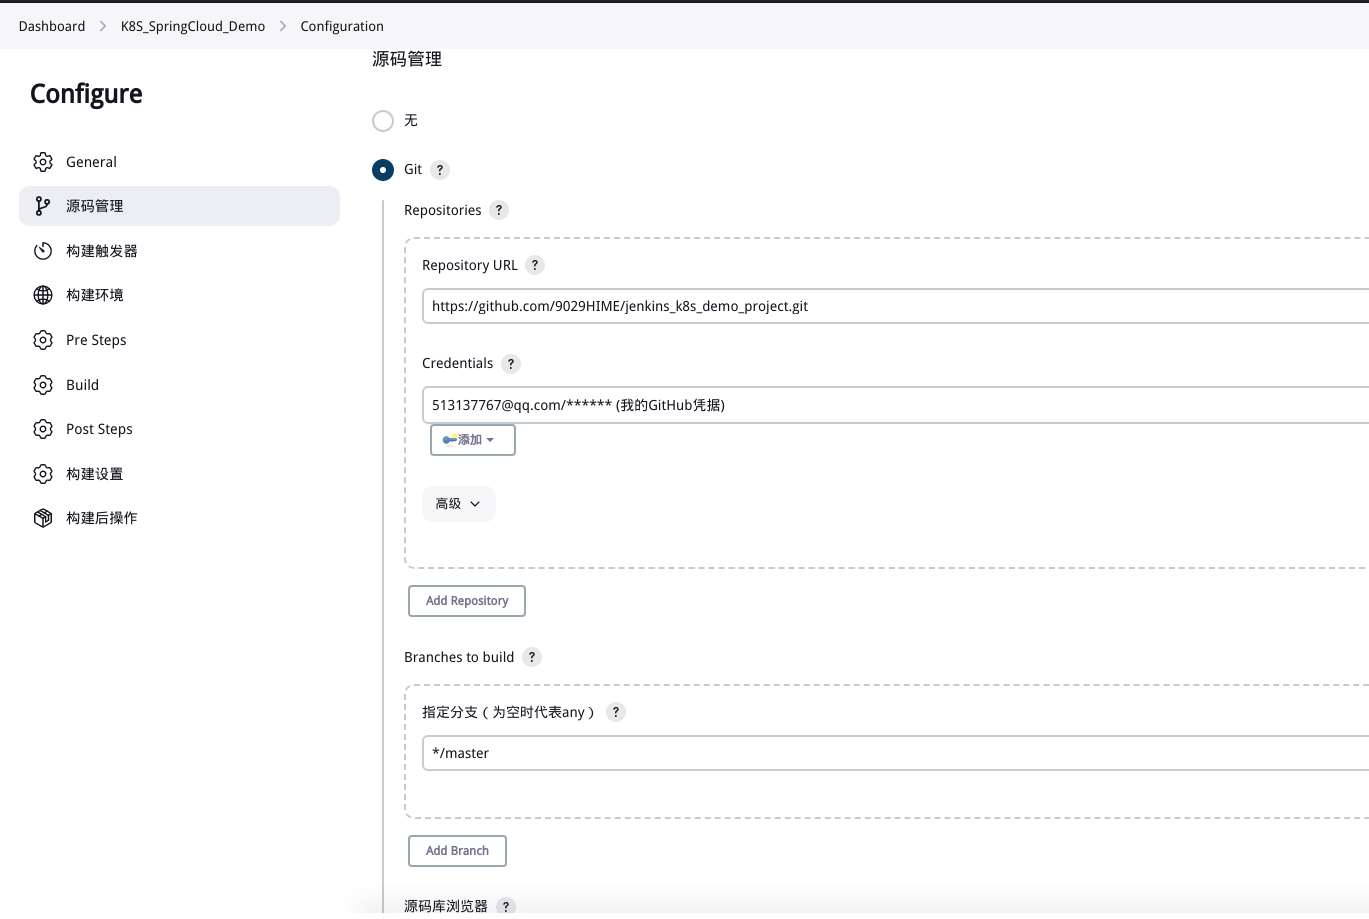 Dashboard > K8S_SpringCloud_Demo > Configuration
Configure
General
源码管理
构建触发器
构建环境
Pre Steps
Build
Post Steps
构建设置
构建后操作
源码管理
无
Git ?
Repositories ?
Repository URL ?
https://github.com/9029HIME/jenkins_k8s_demo_project.git
Credentials ?
513137767@qq.com/****** (我的GitHub凭据)
添加
高级
Add Repository
Branches to build ?
指定分支（为空时代表any） ?
*/master
Add Branch
源码库浏览器 ?